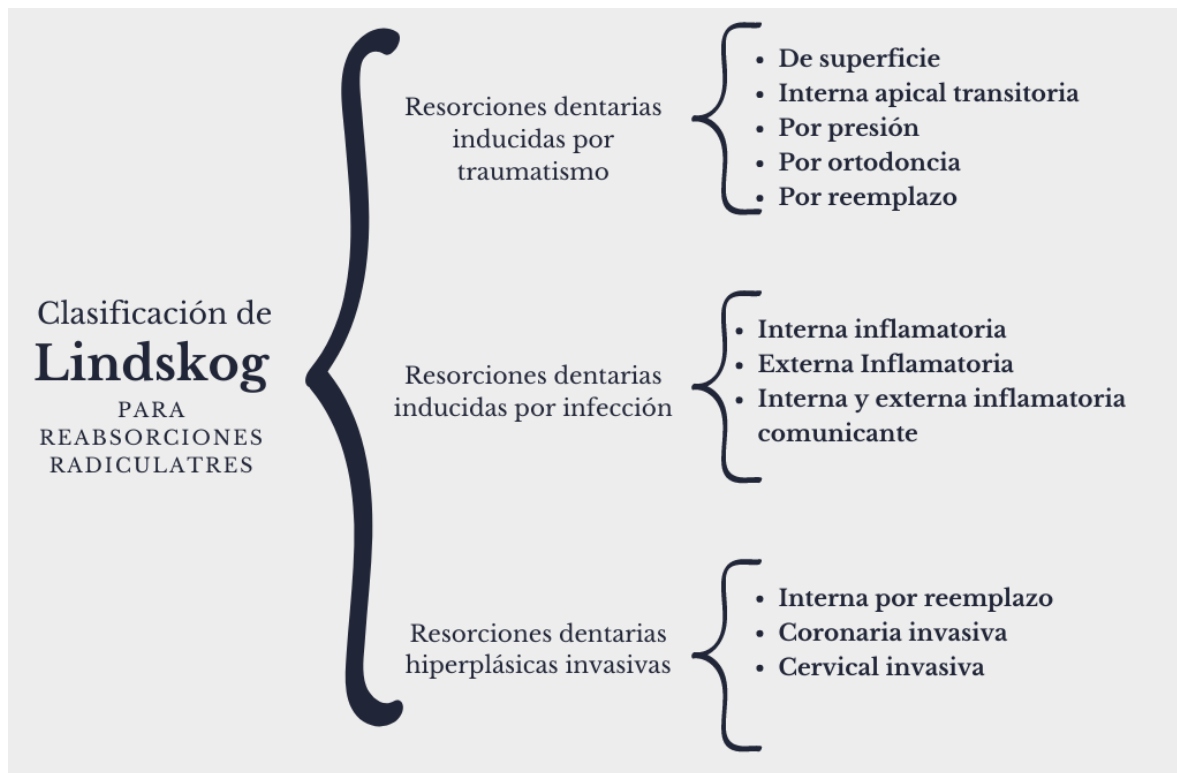 Clasificación de
Lindskog
PARA
REABSORCIONES
RADICULATRES
Resorciones dentarias
inducidas por
traumatismo
• De superficie
• Interna apical transitoria
• Por presión
• Por ortodoncia
• Por reemplazo
Resorciones dentarias
inducidas por infección
• Interna inflamatoria
• Externa Inflamatoria
• Interna y externa inflamatoria
comunicante
Resorciones dentarias
hiperplásicas invasivas
• Interna por reemplazo
• Coronaria invasiva
• Cervical invasiva